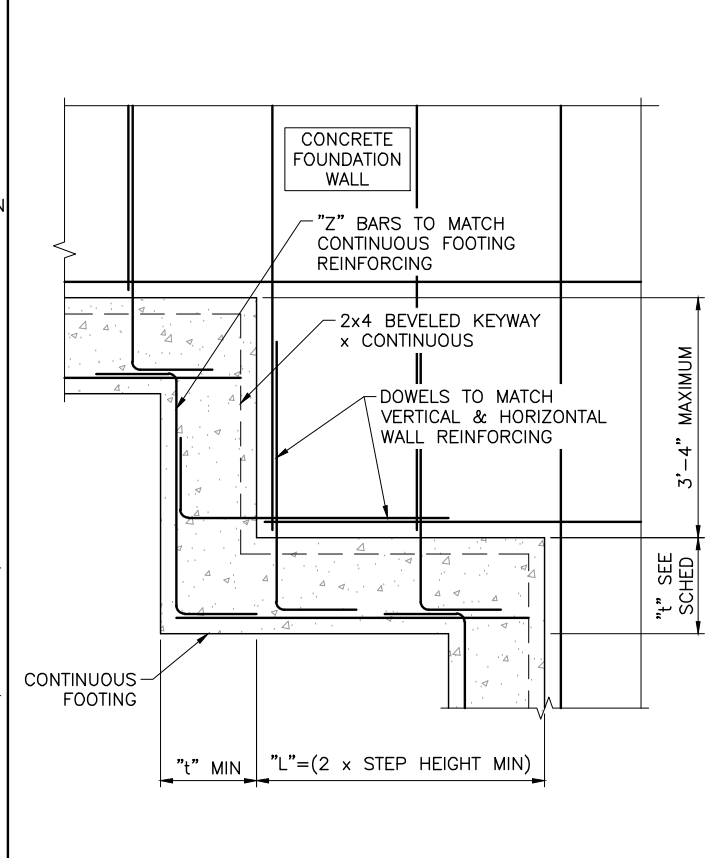 CONCRETE
FOUNDATION
WALL
N
"Z" BARS TO MATCH
CONTINUOUS FOOTING
REINFORCING
2x4 BEVELED KEYWAY
x CONTINUOUS
DOWELS TO MATCH
VERTICAL & HORIZONTAL
WALL REINFORCING
3'-4" MAXIMUM
"t" SEE
SCHED
CONTINUOUS
FOOTING
"t" MIN
"L"=(2 x STEP HEIGHT MIN)